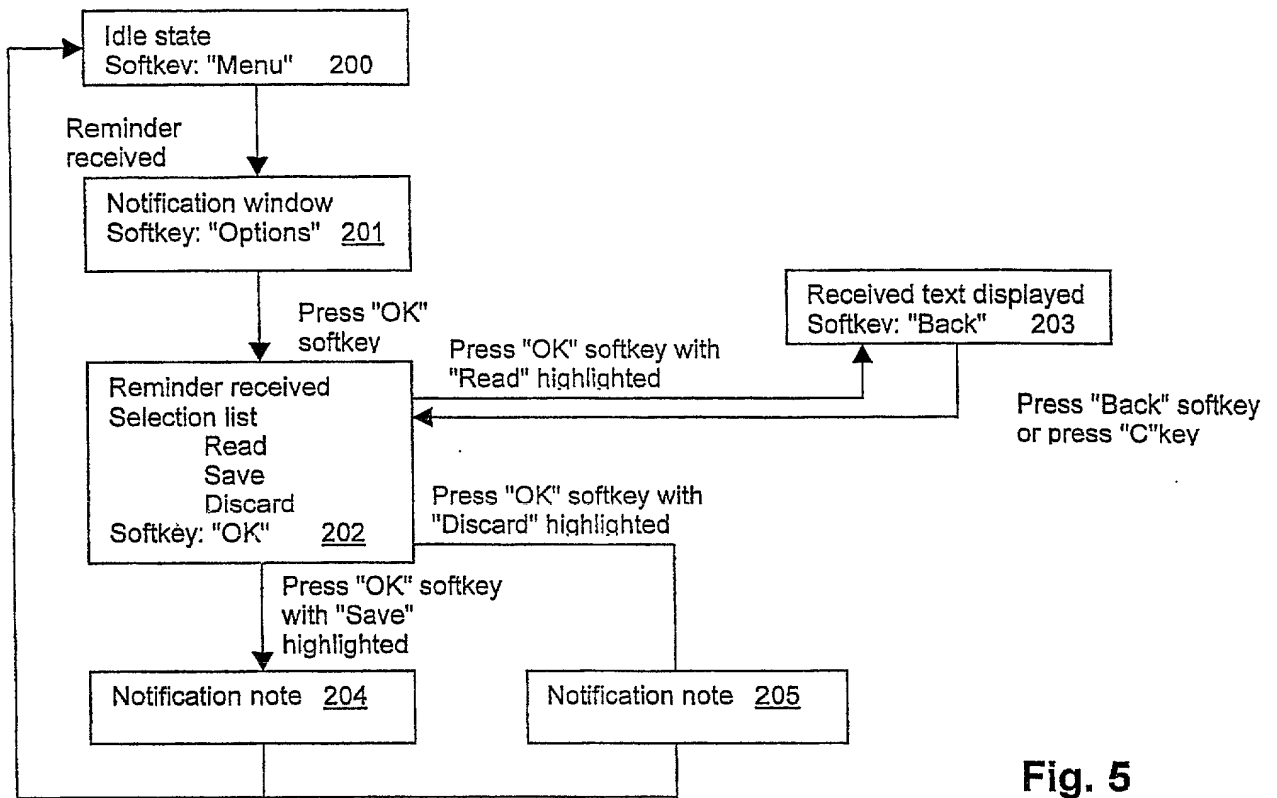 Idle state
Softkev: "Menu" 200
Reminder
received
Notification window
Softkey: "Options" 201
Press "OK"
softkey
Received text displayed
Softkev: "Back" 203
Press "OK" softkey with
"Read" highlighted
Reminder received
Selection list
Read
Save
Discard
Softkey: "OK" 202
Press "Back" softkey
or press "C"key
Press "OK" softkey with
"Discard" highlighted
Press "OK" softkey
with "Save"
highlighted
Notification note 204
Notification note 205
Fig. 5